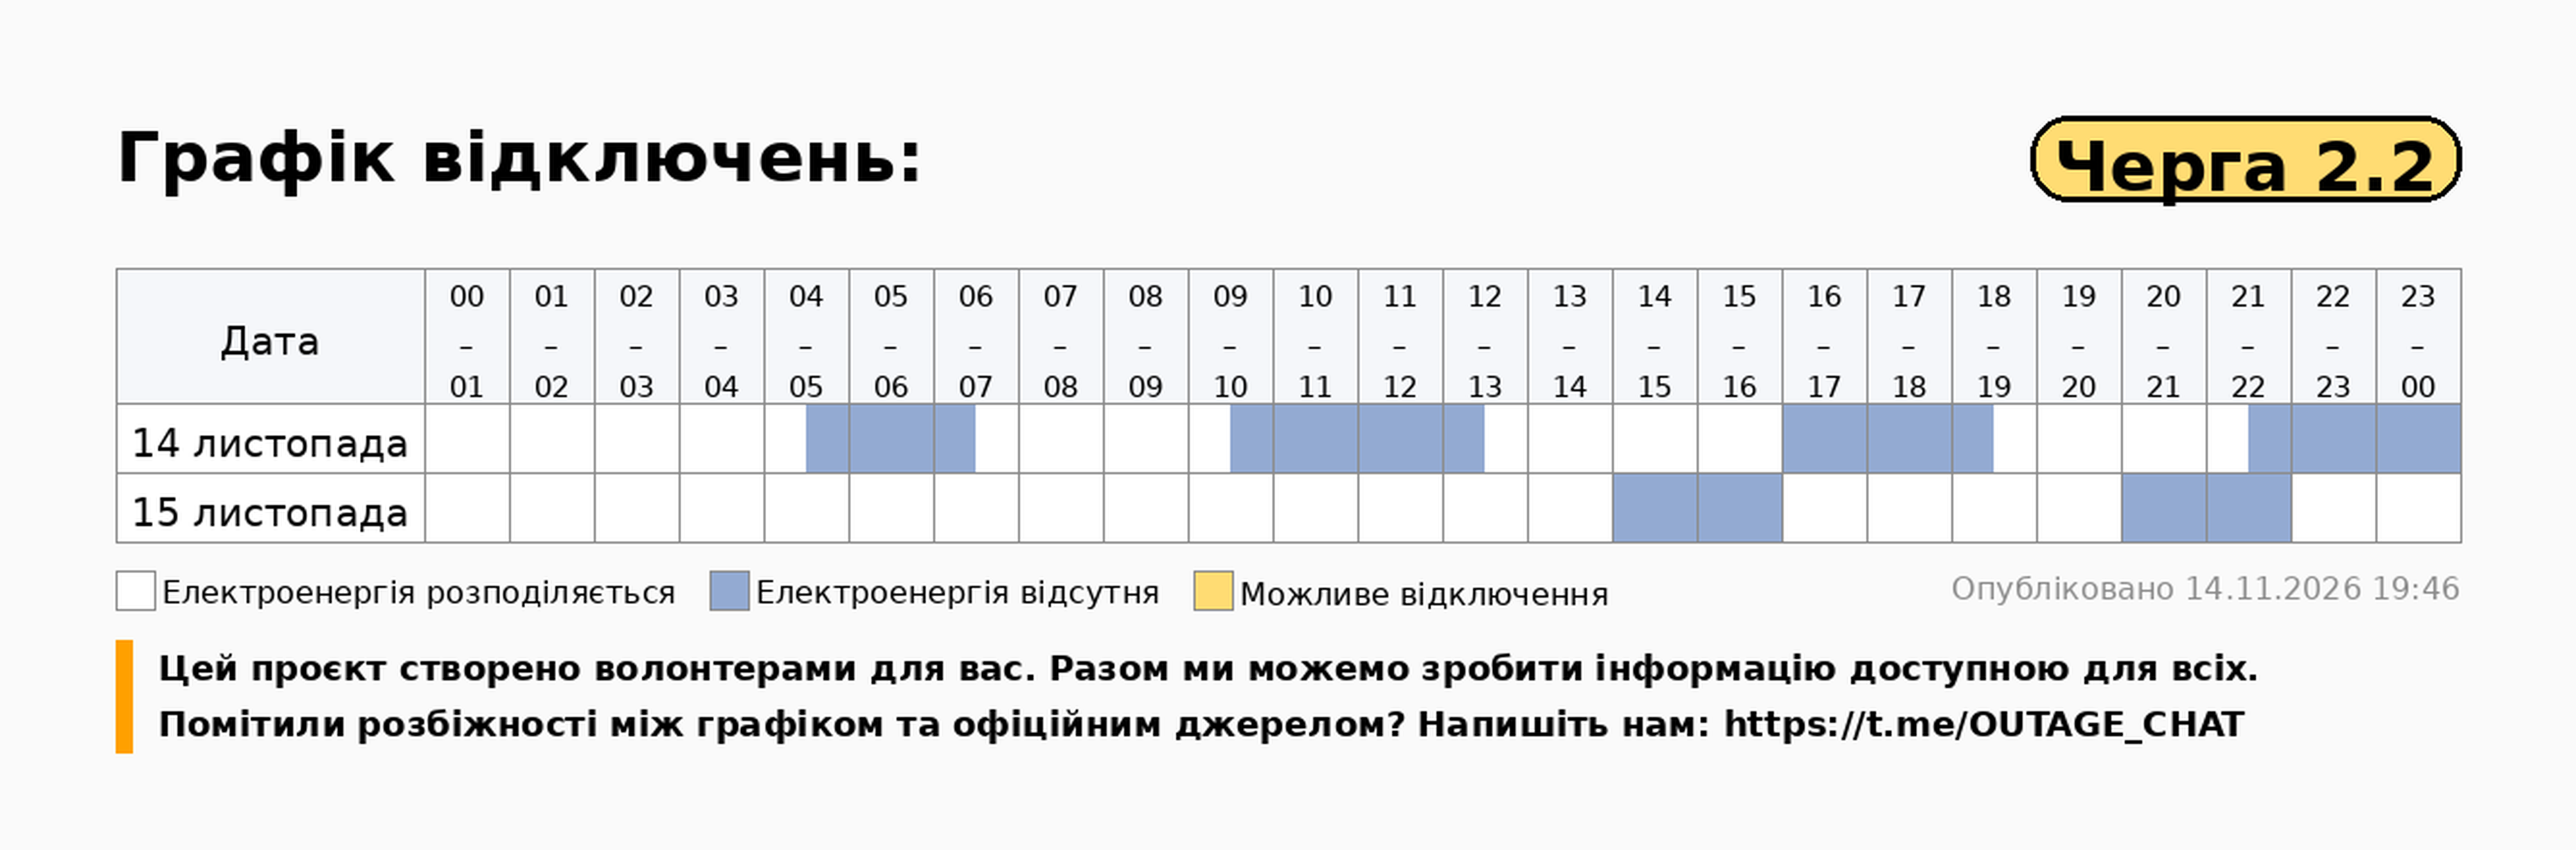 Графік відключень:
Черга 2.2
Дата
00 – 01
01 – 02
02 – 03
03 – 04
04 – 05
05 – 06
06 – 07
07 – 08
08 – 09
09 – 10
10 – 11
11 – 12
12 – 13
13 – 14
14 – 15
15 – 16
16 – 17
17 – 18
18 – 19
19 – 20
20 – 21
21 – 22
22 – 23
23 – 00
14 листопада
15 листопада
Електроенергія розподіляється
Електроенергія відсутня
Можливе відключення
Опубліковано 14.11.2026 19:46
Цей проєкт створено волонтерами для вас. Разом ми можемо зробити інформацію доступною для всіх.
Помітили розбіжності між графіком та офіційним джерелом? Напишіть нам: https://t.me/OUTAGE_CHAT